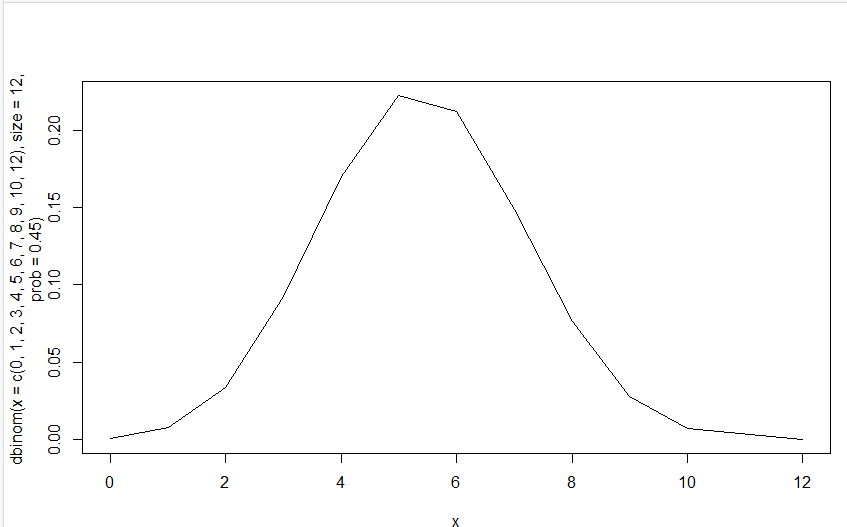 dbinom(x = c(0, 1, 2, 3, 4, 5, 6, 7, 8, 9, 10, 12), size = 12,
prob = 0.45)
0.20
0.15
0.10
0.05
0.00
0 2 4 6 8 10 12
x